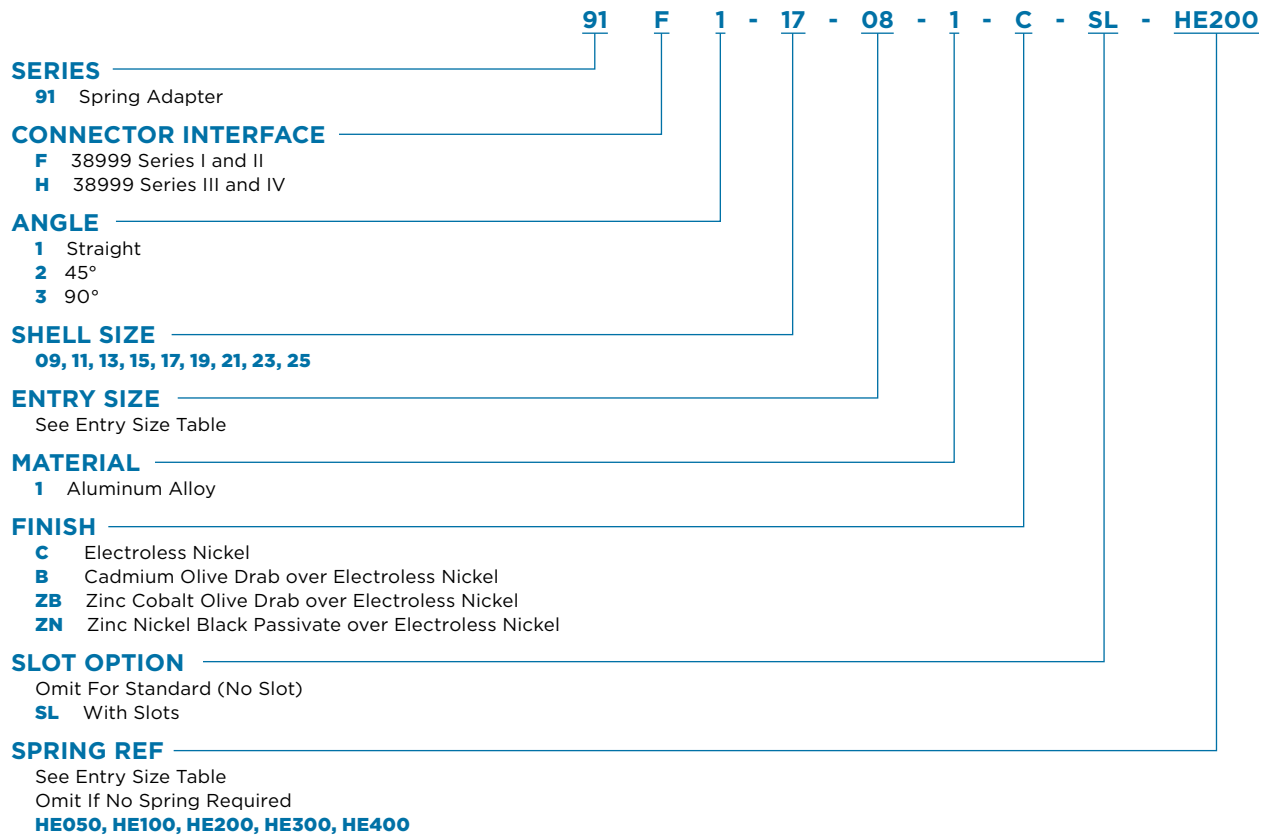 91 F 1 - 17 - 08 - 1 - C - SL - HE200
SERIES
91 Spring Adapter
CONNECTOR INTERFACE
F 38999 Series I and II
H 38999 Series III and IV
ANGLE
1 Straight
2 45°
3 90°
SHELL SIZE
09, 11, 13, 15, 17, 19, 21, 23, 25
ENTRY SIZE
See Entry Size Table
MATERIAL
1 Aluminum Alloy
FINISH
C Electroless Nickel
B Cadmium Olive Drab over Electroless Nickel
ZB Zinc Cobalt Olive Drab over Electroless Nickel
ZN Zinc Nickel Black Passivate over Electroless Nickel
SLOT OPTION
Omit For Standard (No Slot)
SL With Slots
SPRING REF
See Entry Size Table
Omit If No Spring Required
HE050, HE100, HE200, HE300, HE400